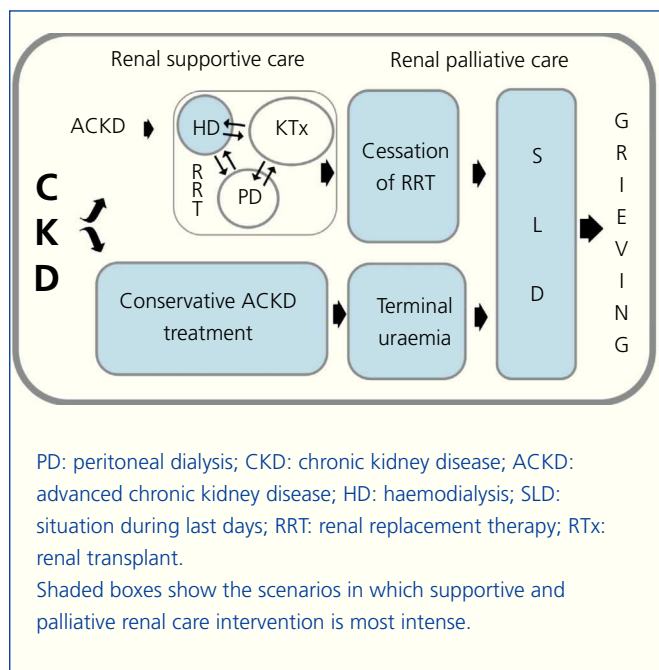 Renal supportive care
Renal palliative care
ACKD
HD
KTx
PD
RRT
CKD
Cessation
of RRT
Conservative ACKD
treatment
Terminal
uraemia
SLD
GRIEVING
PD: peritoneal dialysis; CKD: chronic kidney disease; ACKD:
advanced chronic kidney disease; HD: haemodialysis; SLD:
situation during last days; RRT: renal replacement therapy; RTx:
renal transplant.
Shaded boxes show the scenarios in which supportive and
palliative renal care intervention is most intense.